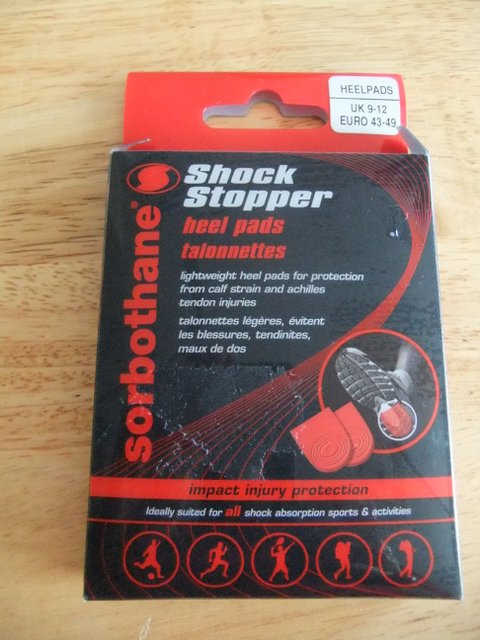 HEELPADS
UK 9-12
EURO 43-49
sorbothane®
Shock
Stopper
heel pads
talonnettes
lightweight heel pads for protection
from calf strain and achilles
tendon injuries
talonnettes légères, évitent
les blessures, tendinites,
maux de dos
impact injury protection
Ideally suited for all shock absorption sports & activities